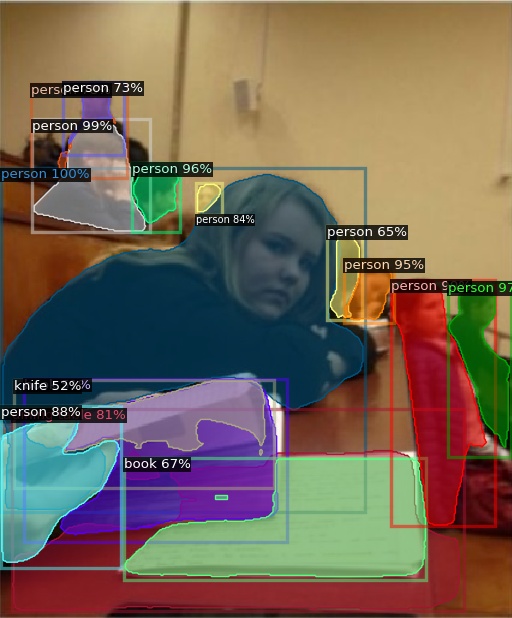 person 73%
person 99%
person 100%
person 96%
person 84%
person 65%
person 95%
person 97
knife 52%
person 88%
81%
book 67%